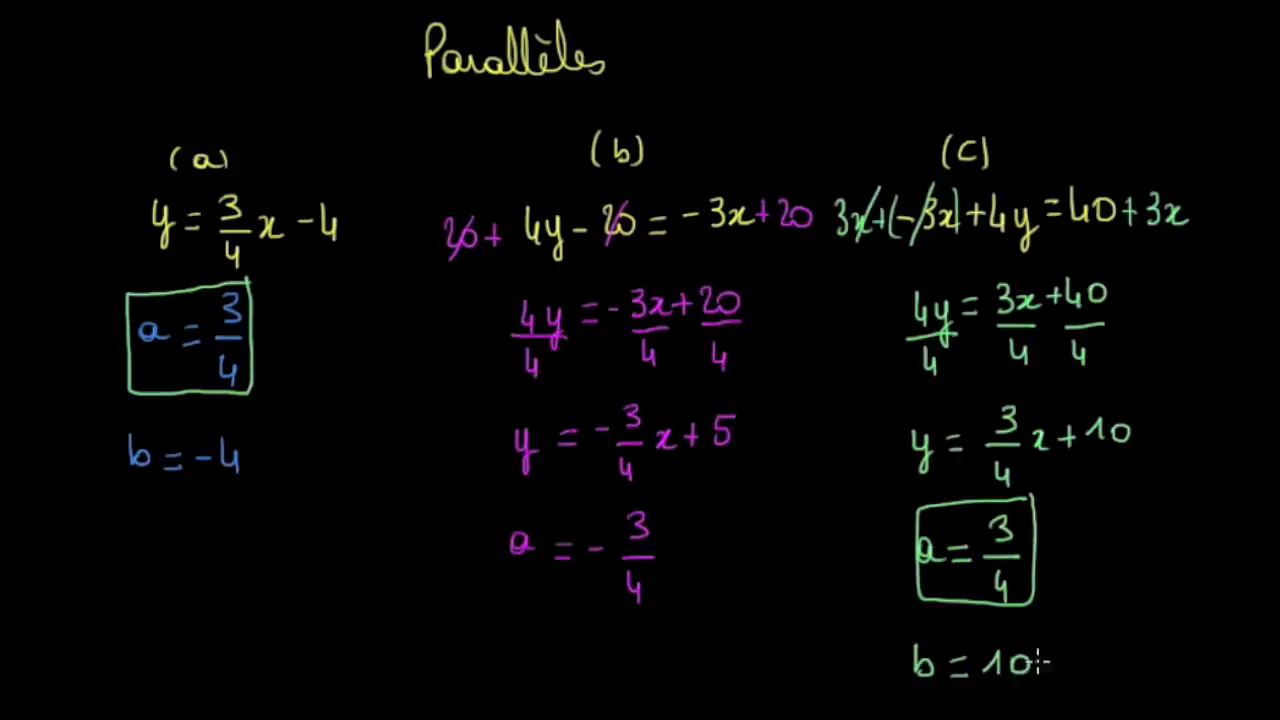 Parallèles
(a)
y = 3/4 x - 4
a = 3/4
b = -4
(b)
20 + 4y - 20 = -3x + 20
4y/4 = -3x/4 + 20/4
y = -3/4 x + 5
a = -3/4
(c)
3x + (-3x) + 4y = 40 + 3x
4y/4 = 3x/4 + 40/4
y = 3/4 x + 10
a = 3/4
b = 10